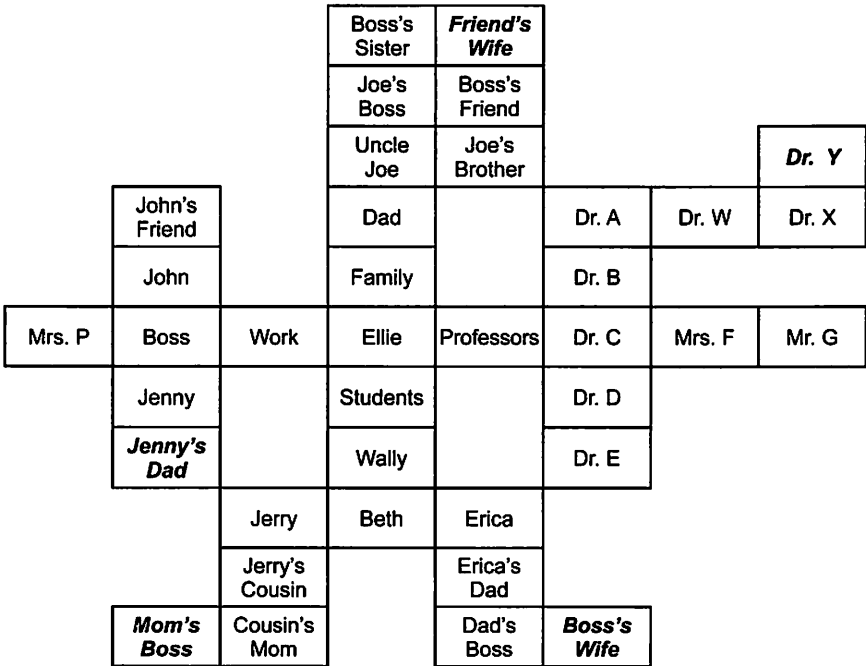 Boss's Friend's
Sister Wife
Joe's Boss's
Boss Friend
Uncle Joe's
Joe Brother Dr. Y
John's
Friend Dad Dr. A Dr. W Dr. X
John Family Dr. B
Mrs. P Boss Work Ellie Professors Dr. C Mrs. F Mr. G
Jenny Students Dr. D
Jenny's
Dad Wally Dr. E
Jerry Beth Erica
Jerry's Erica's
Cousin Dad
Mom's Cousin's Dad's Boss's
Boss Mom Boss Wife